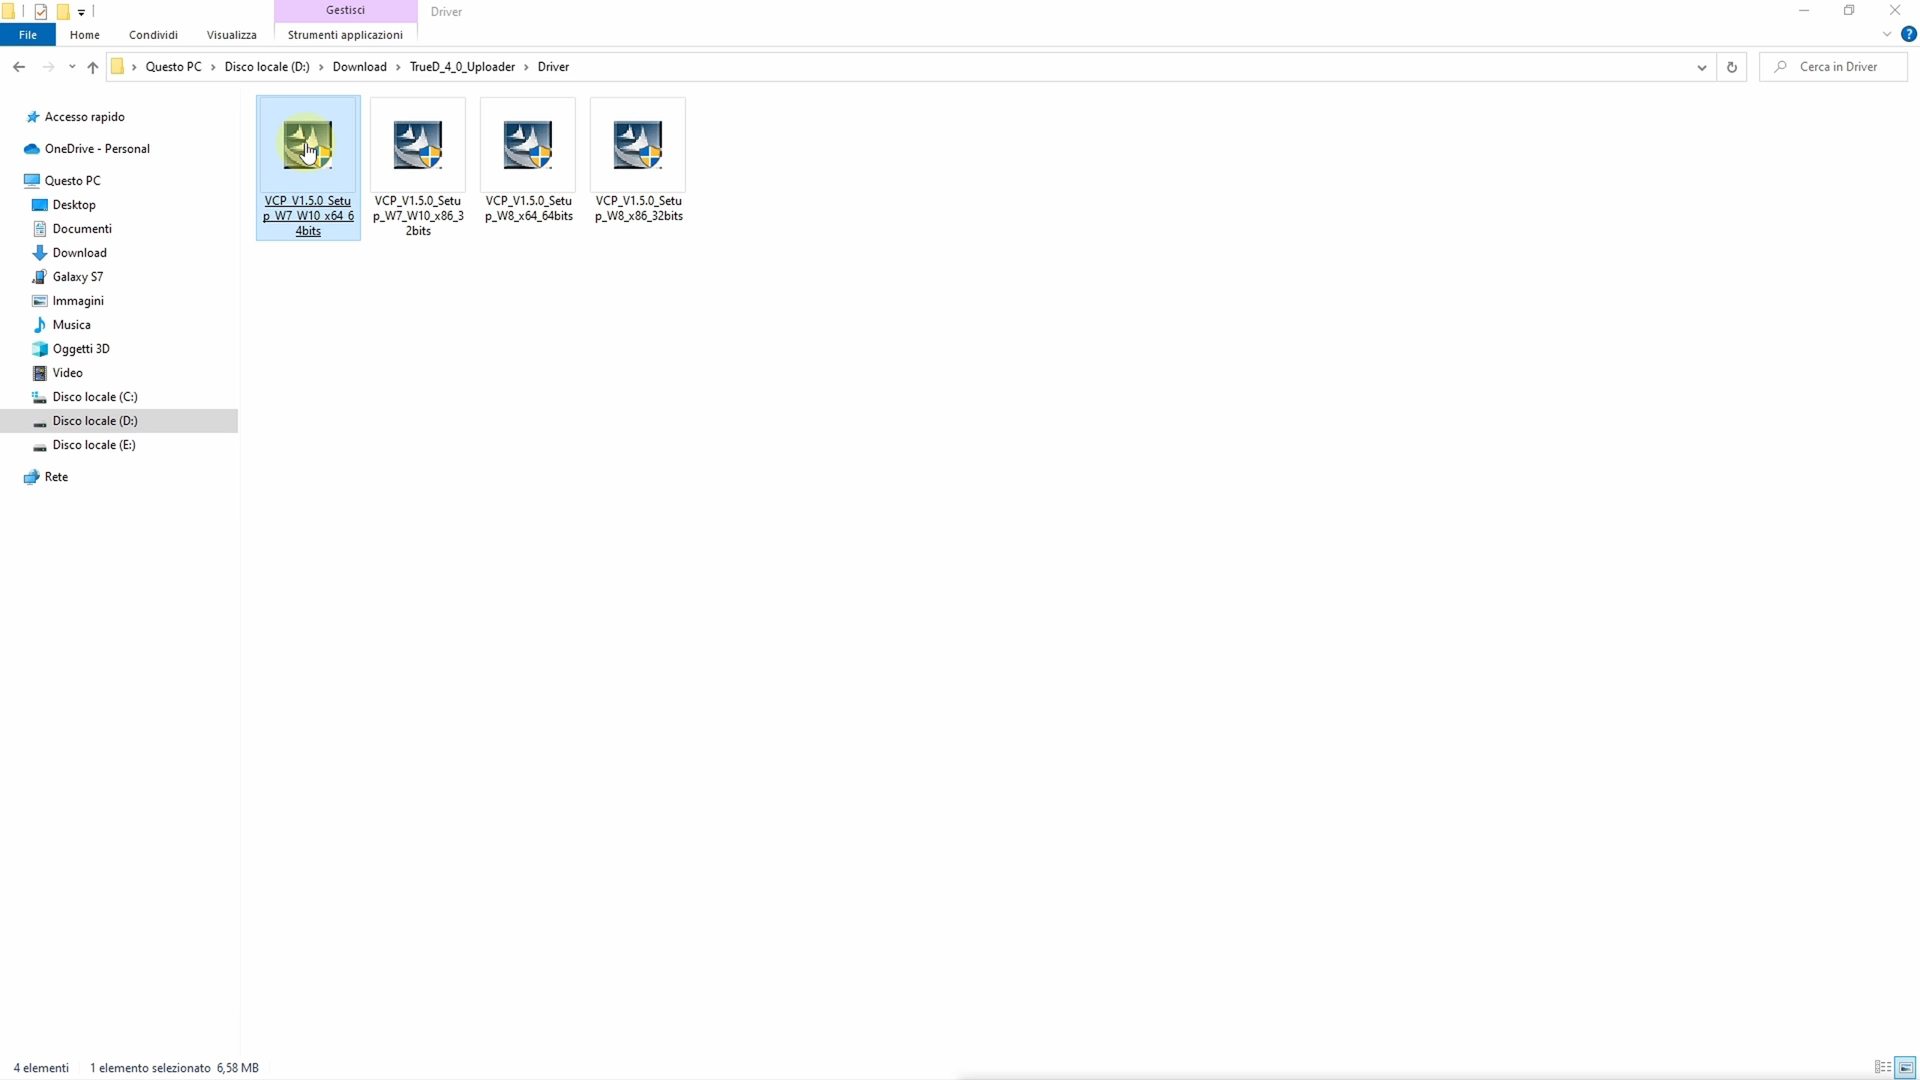 Gestisci
Driver
File
Home
Condividi
Visualizza
Strumenti applicazioni
Questo PC
Disco locale (D:)
Download
TrueD_4_0_Uploader
Driver
Cerca in Driver
Accesso rapido
OneDrive - Personal
Questo PC
Desktop
Documenti
Download
Galaxy S7
Immagini
Musica
Oggetti 3D
Video
Disco locale (C:)
Disco locale (D:)
Disco locale (E:)
Rete
VCP_V1.5.0_Setu
p_W7_W10_x64_6
4bits
VCP_V1.5.0_Setu
p_W7_W10_x86_3
2bits
VCP_V1.5.0_Setu
p_W8_x64_64bits
VCP_V1.5.0_Setu
p_W8_x86_32bits
4 elementi
1 elemento selezionato 6,58 MB